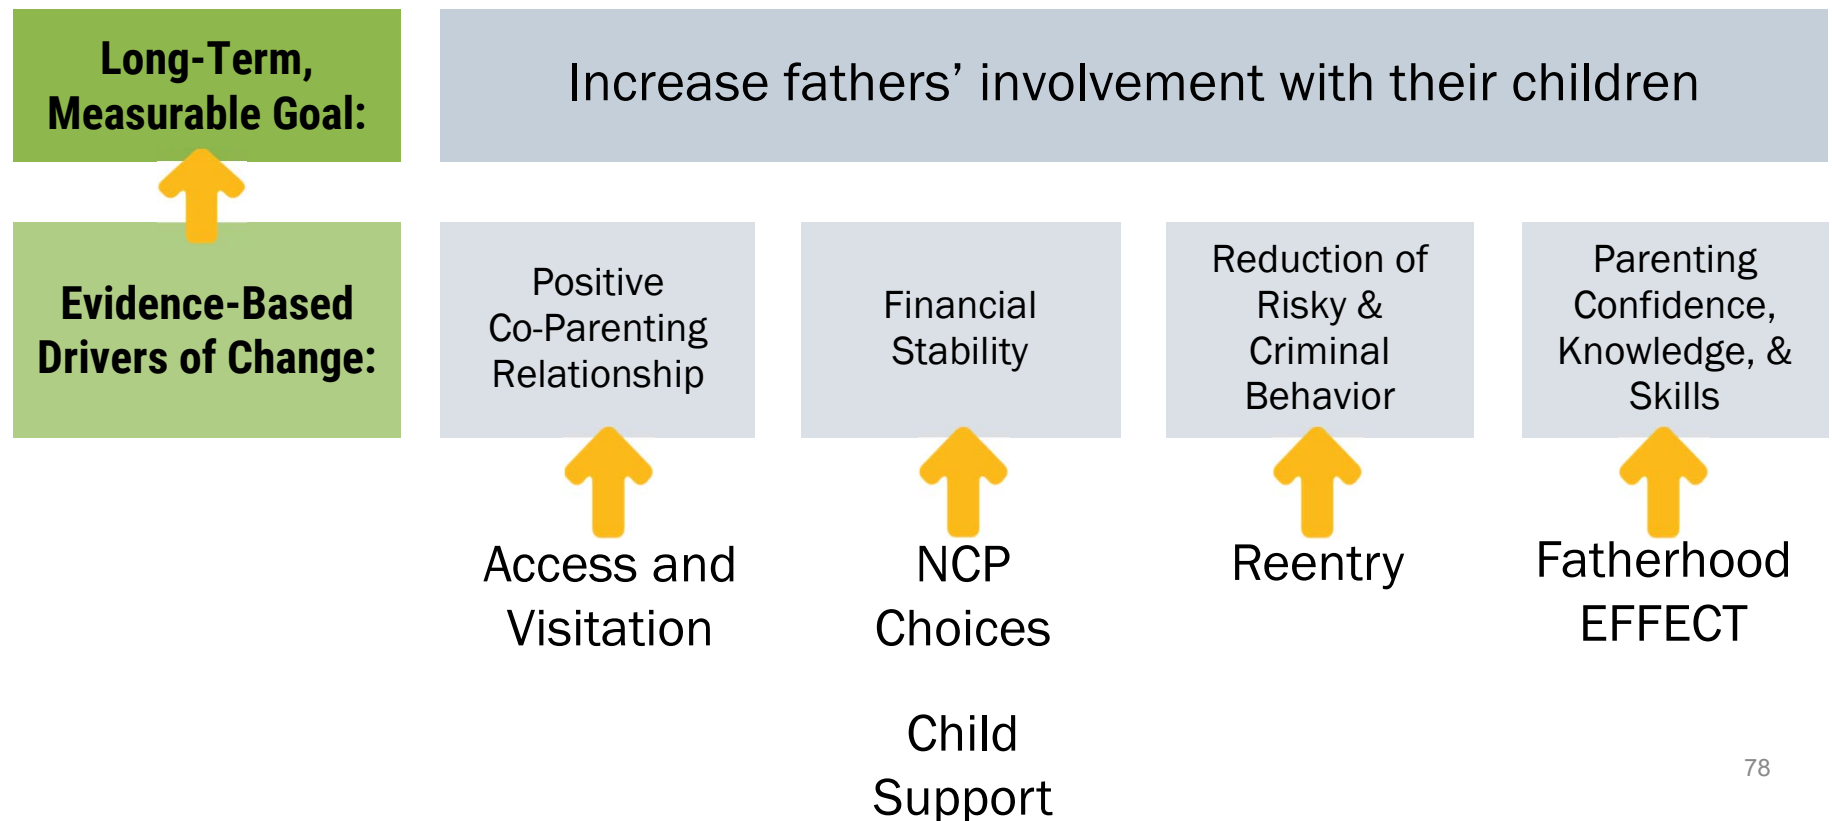 Long-Term,
Measurable Goal:
Increase fathers’ involvement with their children
Evidence-Based
Drivers of Change:
Positive
Co-Parenting
Relationship
Financial
Stability
Reduction of
Risky &
Criminal
Behavior
Parenting
Confidence,
Knowledge, &
Skills
Access and
Visitation
NCP
Choices
Child
Support
Reentry
Fatherhood
EFFECT
78